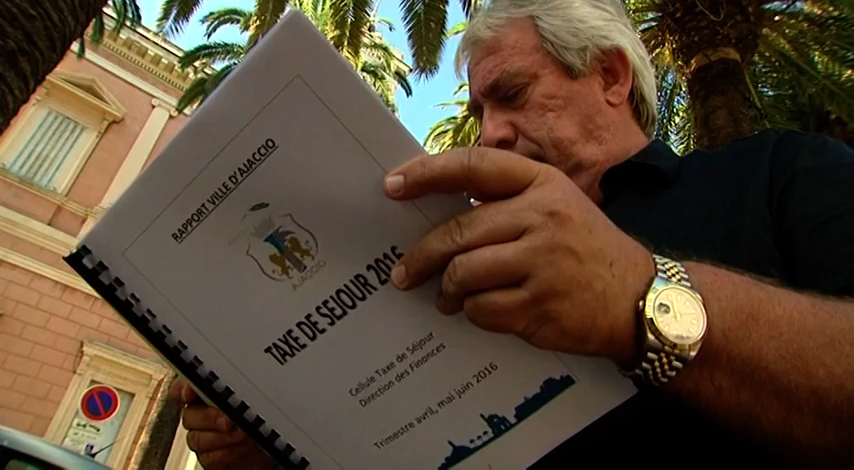 RAPPORT VILLE D'AJACCIO
AJACCIO
TAXE DE SEJOUR 2016
Cellule Taxe de Séjour
Direction des Finances
Trimestre avril, mai juin 2016